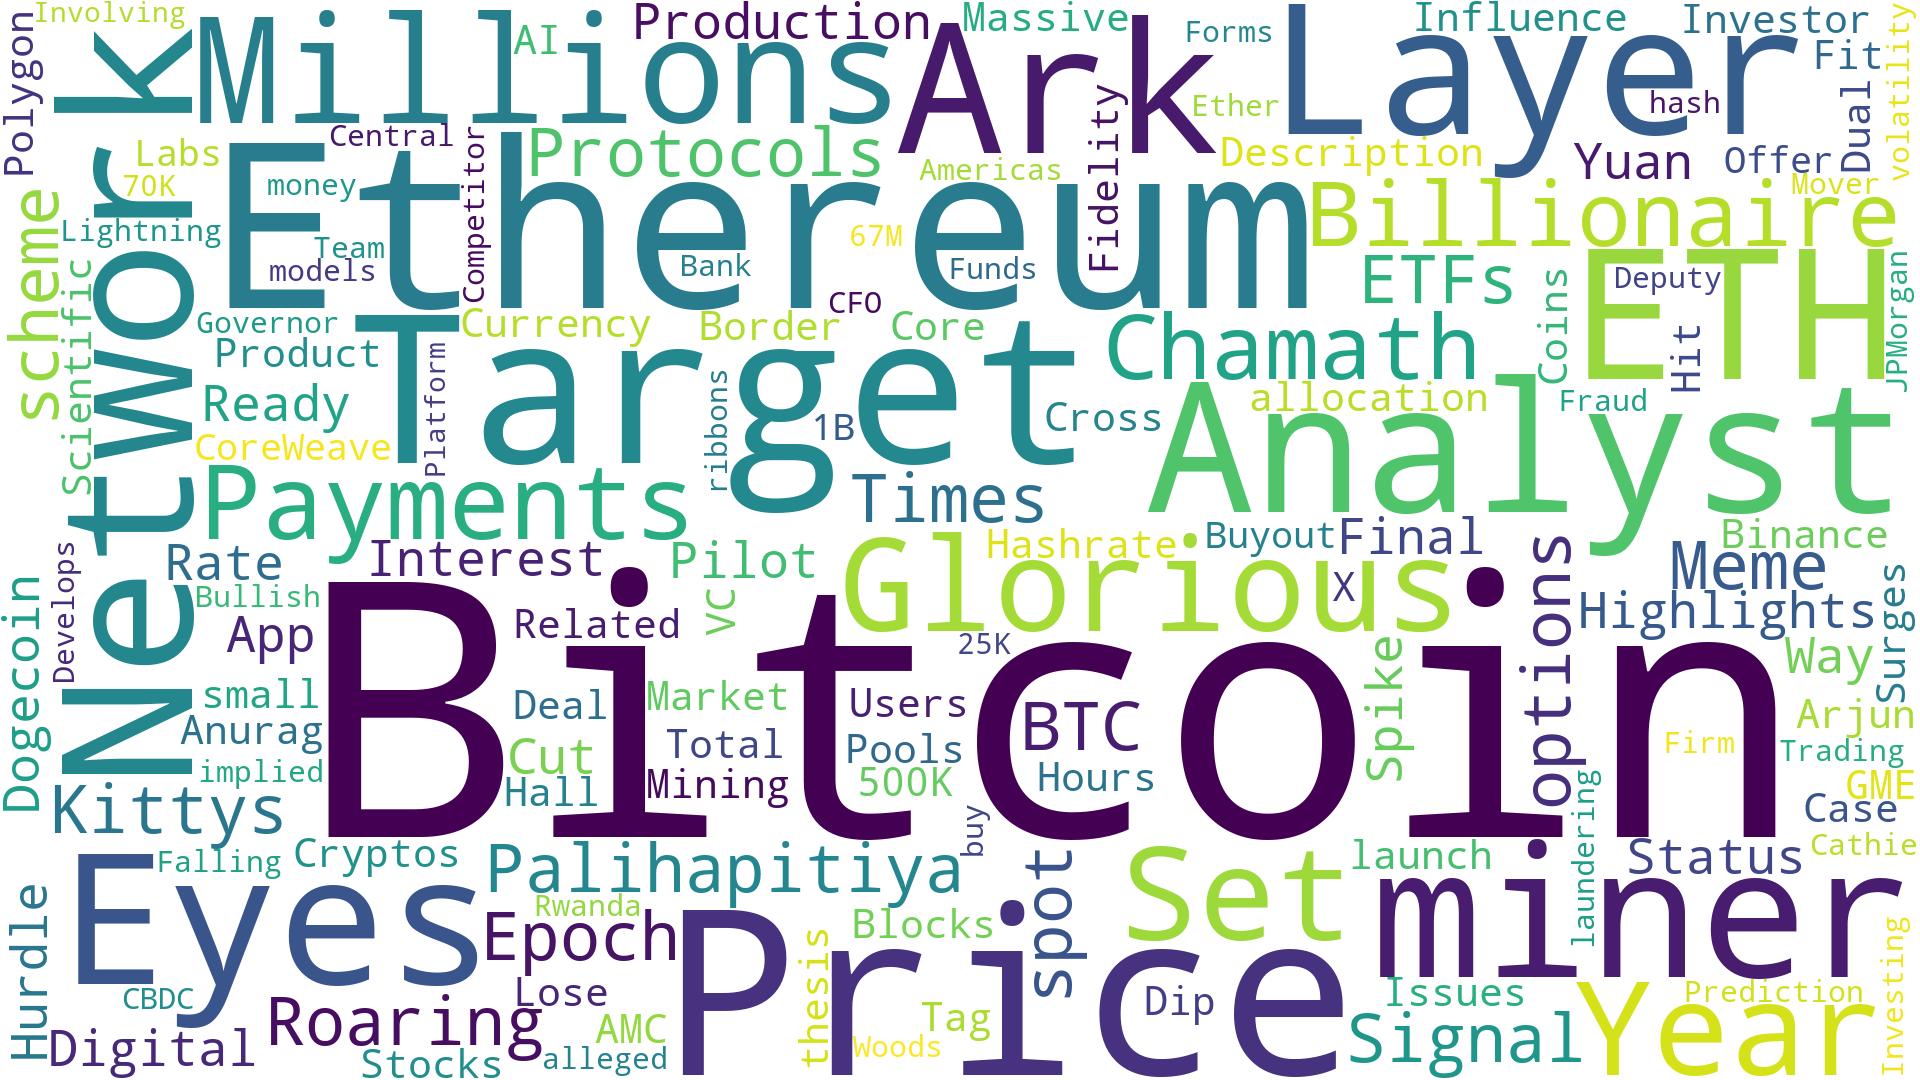 Involving
Polygon
Network
Millions
AI
Production
Massive
Ark
Forms
Layer
Influence
Investor
Fit
Dual
volatility
Ether
hash
Labs
70K
Central
money
Protocols
Americas
Fidelity
Description
Yuan
Offer
Mover
Lightning
Team
models
Ethereum
Competitor
Bank
67M
Funds
Billionaire
scheme
Scientific
Governor
Product
Currency
Border
CFO
Core
Chamath
ETFs
Coins
Deputy
ETH
Hit
JPMorgan
Ready
CoreWeave
Target
Platform
ribbons
1B
Cross
allocation
Fraud
Analyst
Payments
Times
Rate
Interest
Pilot
Glorious
Hashrate
Buyout
Final
X
options
Binance
Meme
Highlights
Surges
Dogecoin
Develops
Bullish
App
Related
VC
25K
Bitcoin
Spike
Way
small
Anurag
implied
Deal
Cut
Hall
Market
Total
Mining
Users
Pools
500K
BTC
Hours
Firm
Arjun
Trading
GME
Case
Kittys
buy
laundering
Cathie
Eyes
Falling
Cryptos
Palihapitiya
spot
Set
launch
miner
Status
Hurdle
CBDC
Digital
Rwanda
Epoch
Roaring
Lose
Stocks
AMC
alleged
Price
thesis
Blocks
Tag
Woods
Dip
Issues
Signal
Year
Prediction
Investing